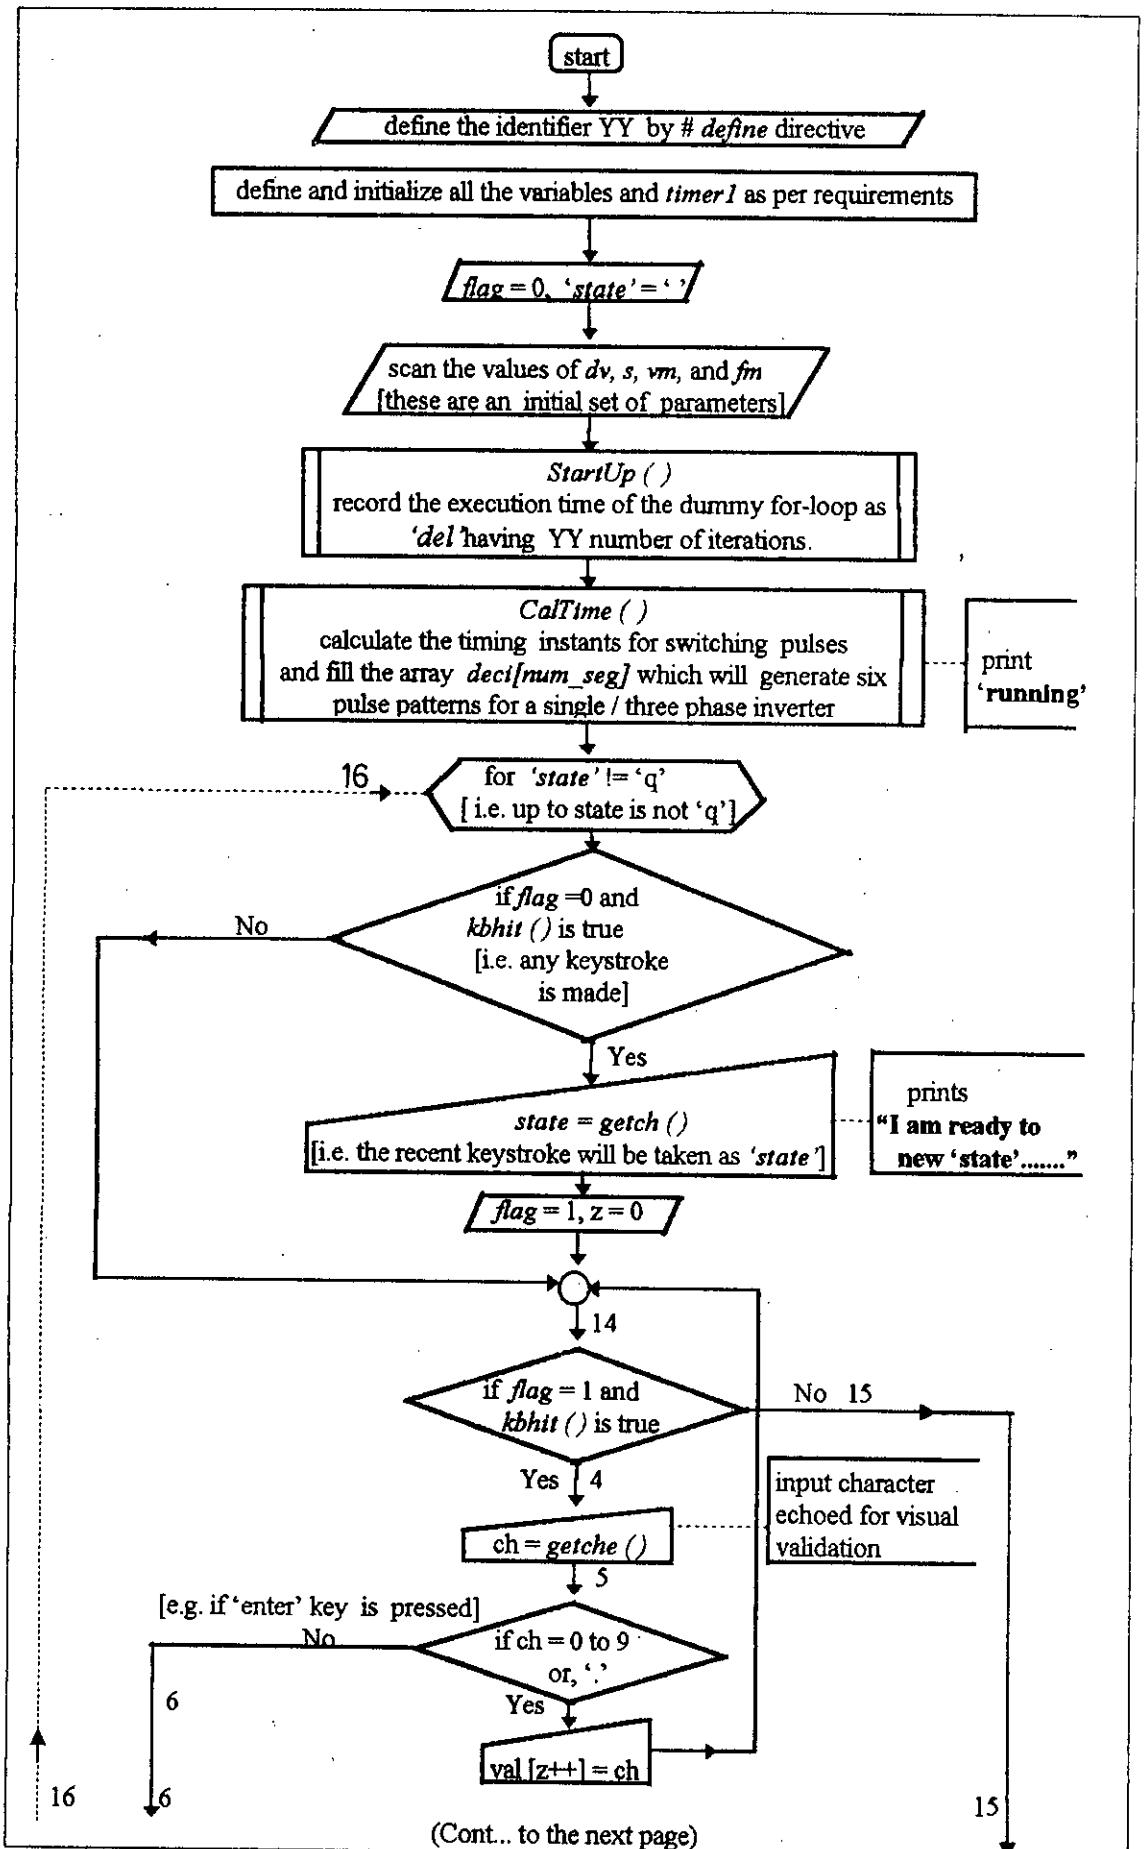 start
define the identifier YY by # define directive
define and initialize all the variables and timer1 as per requirements
flag = 0, ‘state’ = ‘ ’
scan the values of dv, s, vm, and fm
[these are an initial set of parameters]
StartUp ( )
record the execution time of the dummy for-loop as
‘del’having YY number of iterations.
CalTime ( )
calculate the timing instants for switching pulses
and fill the array deci[num_seg] which will generate six
pulse patterns for a single / three phase inverter
print
‘running’
16
for ‘state’ != ‘q’
[ i.e. up to state is not ‘q’]
if flag =0 and
kbhit () is true
[i.e. any keystroke
is made]
No
Yes
state = getch ()
[i.e. the recent keystroke will be taken as ‘state’]
prints
“I am ready to
new ‘state’.......”
flag = 1, z = 0
14
if flag = 1 and
kbhit () is true
No 15
Yes 4
ch = getche ()
input character
echoed for visual
validation
5
[e.g. if ‘enter’ key is pressed]
No
if ch = 0 to 9
or, ‘.’
6
Yes
val [z++] = ch
16
6
15
(Cont... to the next page)